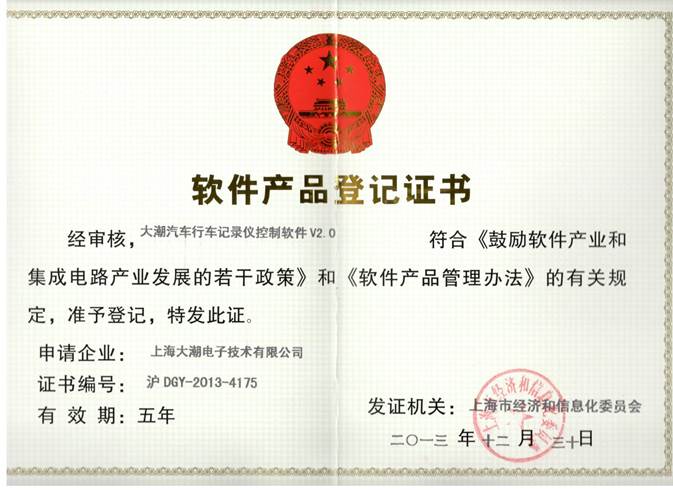 软件产品登记证书
经审核，大潮汽车行车记录仪控制软件V2.0 符合《鼓励软件产业和
集成电路产业发展的若干政策》和《软件产品管理办法》的有关规
定，准予登记，特发此证。
申请企业： 上海大潮电子技术有限公司
证书编号： 沪DGY-2013-4175
有 效 期：五年
发证机关：上海市经济和信息化委员会
二〇一三 年 十二 月 三十日
上海市经济和信息化委员会